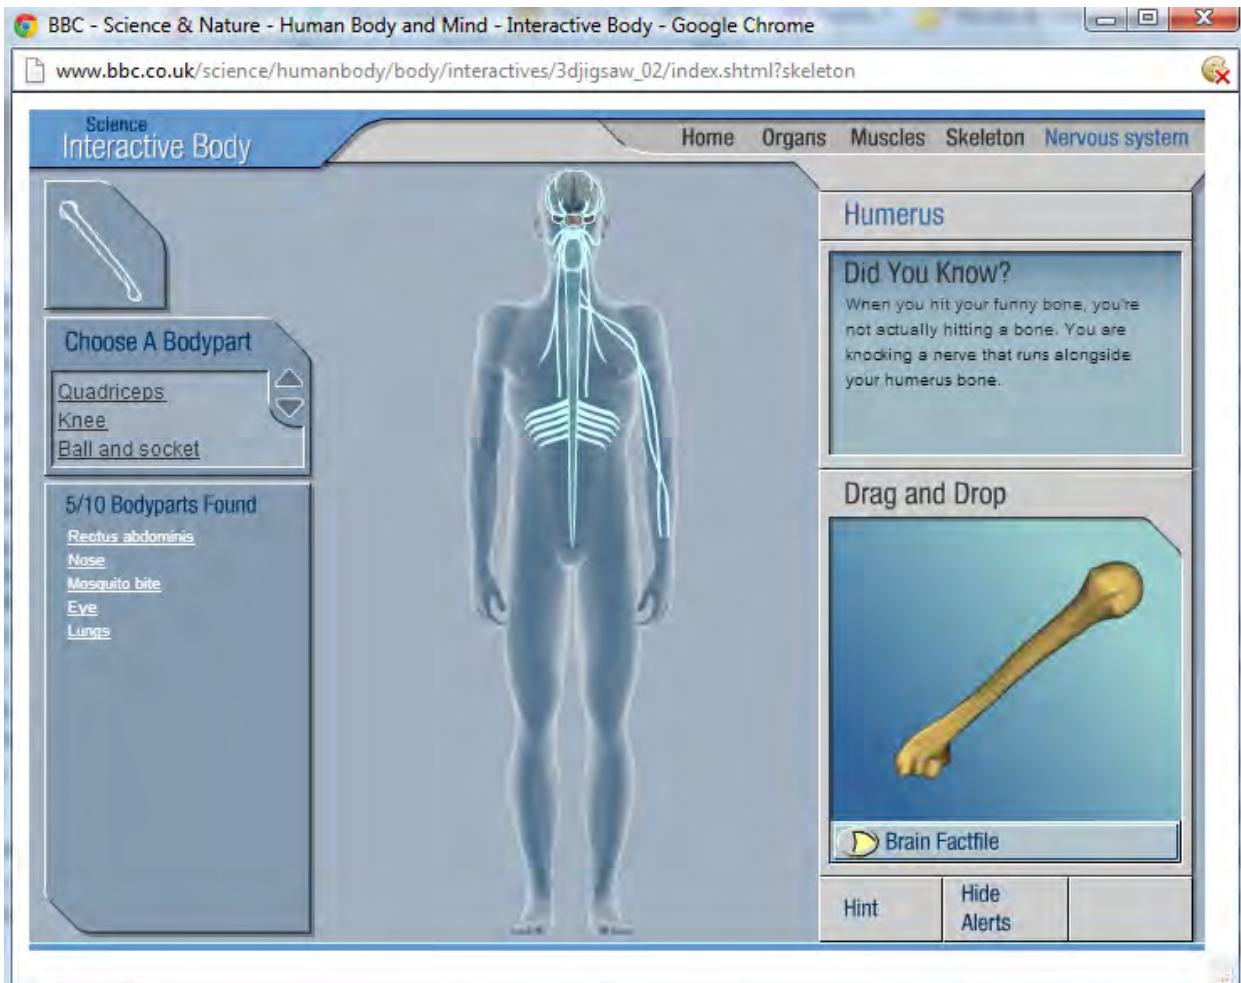 BBC - Science & Nature - Human Body and Mind - Interactive Body - Google Chrome
www.bbc.co.uk/science/humanbody/body/interactives/3djigsaw_02/index.shtml?skeleton
Science
Interactive Body
Home Organs Muscles Skeleton Nervous system
Choose A Bodypart
Quadriceps
Knee
Ball and socket
5/10 Bodyparts Found
Rectus abdominis
Nose
Mosquito bite
Eye
Lungs
Humerus
Did You Know?
When you hit your funny bone, you're
not actually hitting a bone. You are
knocking a nerve that runs alongside
your humerus bone.
Drag and Drop
Brain Factfile
Hint
Hide
Alerts